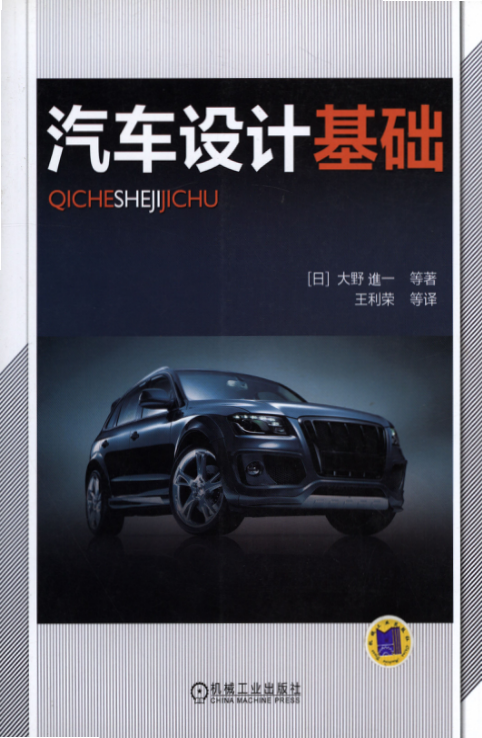 汽车设计基础
QICHESHEJIJICHU
[日] 大野 進一 等著
王利荣 等译
机械工业出版社
CHINA MACHINE PRESS